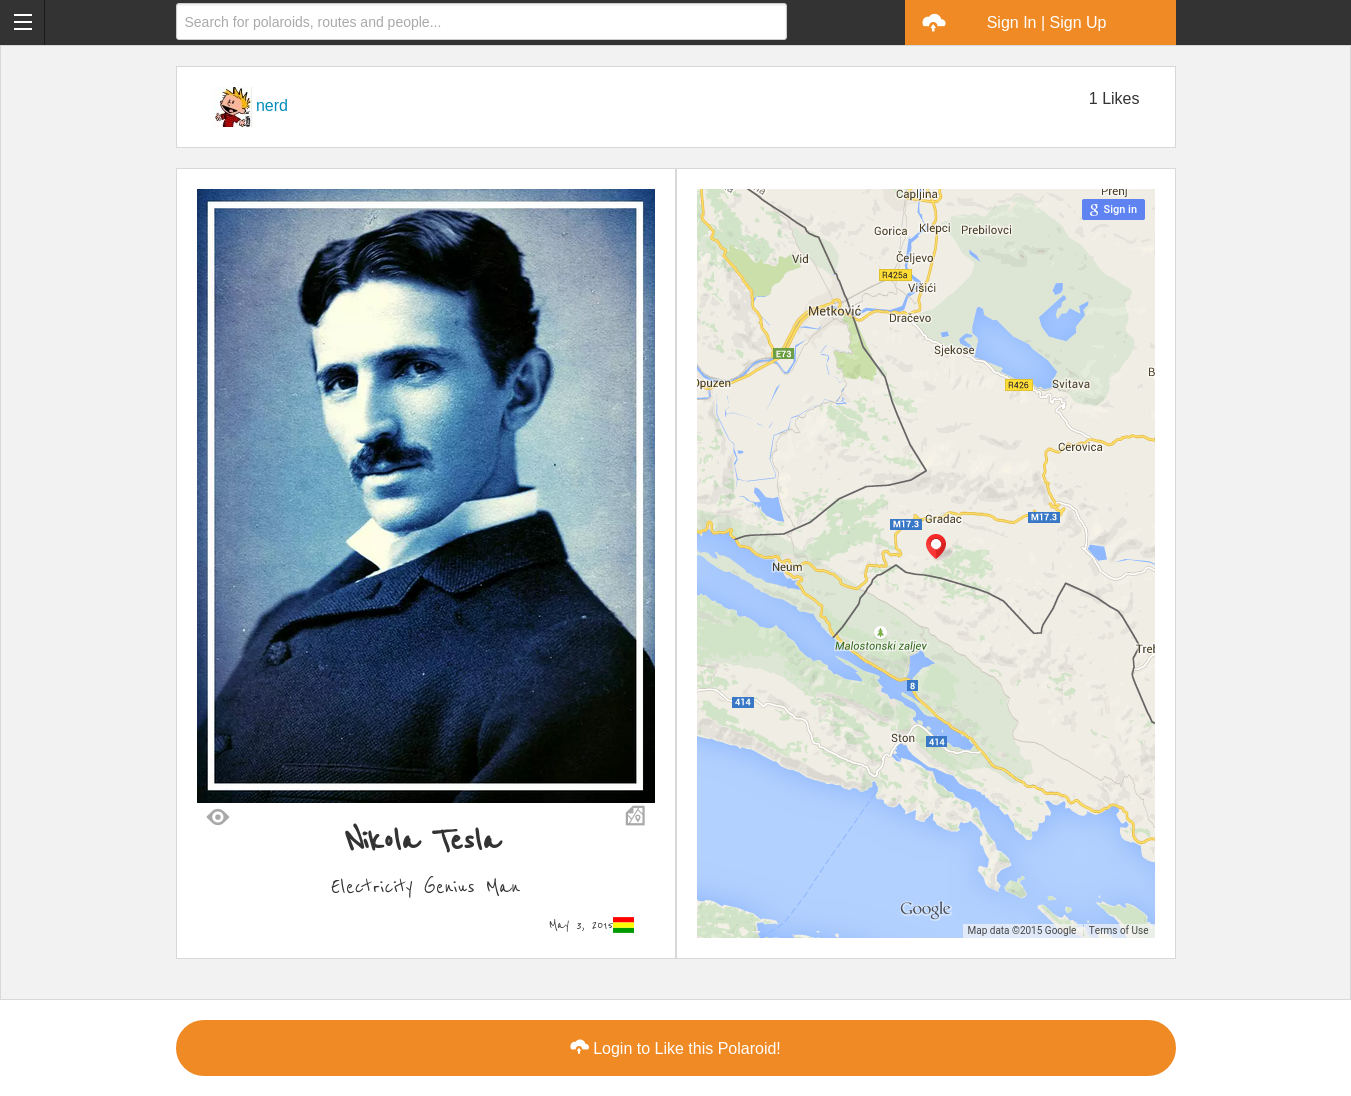 Search for polaroids, routes and people...
Sign In | Sign Up
nerd
1 Likes
Nikola Tesla
Electricity Genius Man
May 3, 2015
Prenj
Capljina
g Sign in
Gorica
Klepci
Prebilovci
Vid
Čeljevo
R425a
Višići
Metković
Dračevo
E73
Sjekose
Opuzen
R426
Svitava
Cerovica
M17.3
Gradac
M17.3
Neum
Malostonski zaljev
8
414
Ston
414
Google
Map data ©2015 Google
Terms of Use
Login to Like this Polaroid!